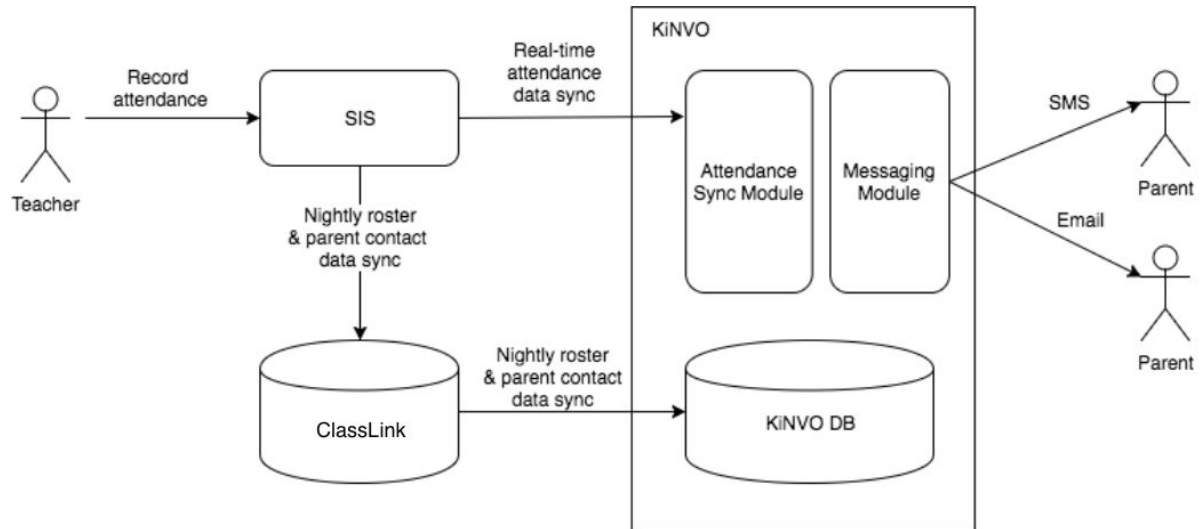 KiNVO
Record
attendance
Teacher
SIS
Real-time
attendance
data sync
Attendance
Sync Module
Messaging
Module
SMS
Parent
Email
Parent
Nightly roster
& parent contact
data sync
ClassLink
Nightly roster
& parent contact
data sync
KiNVO DB